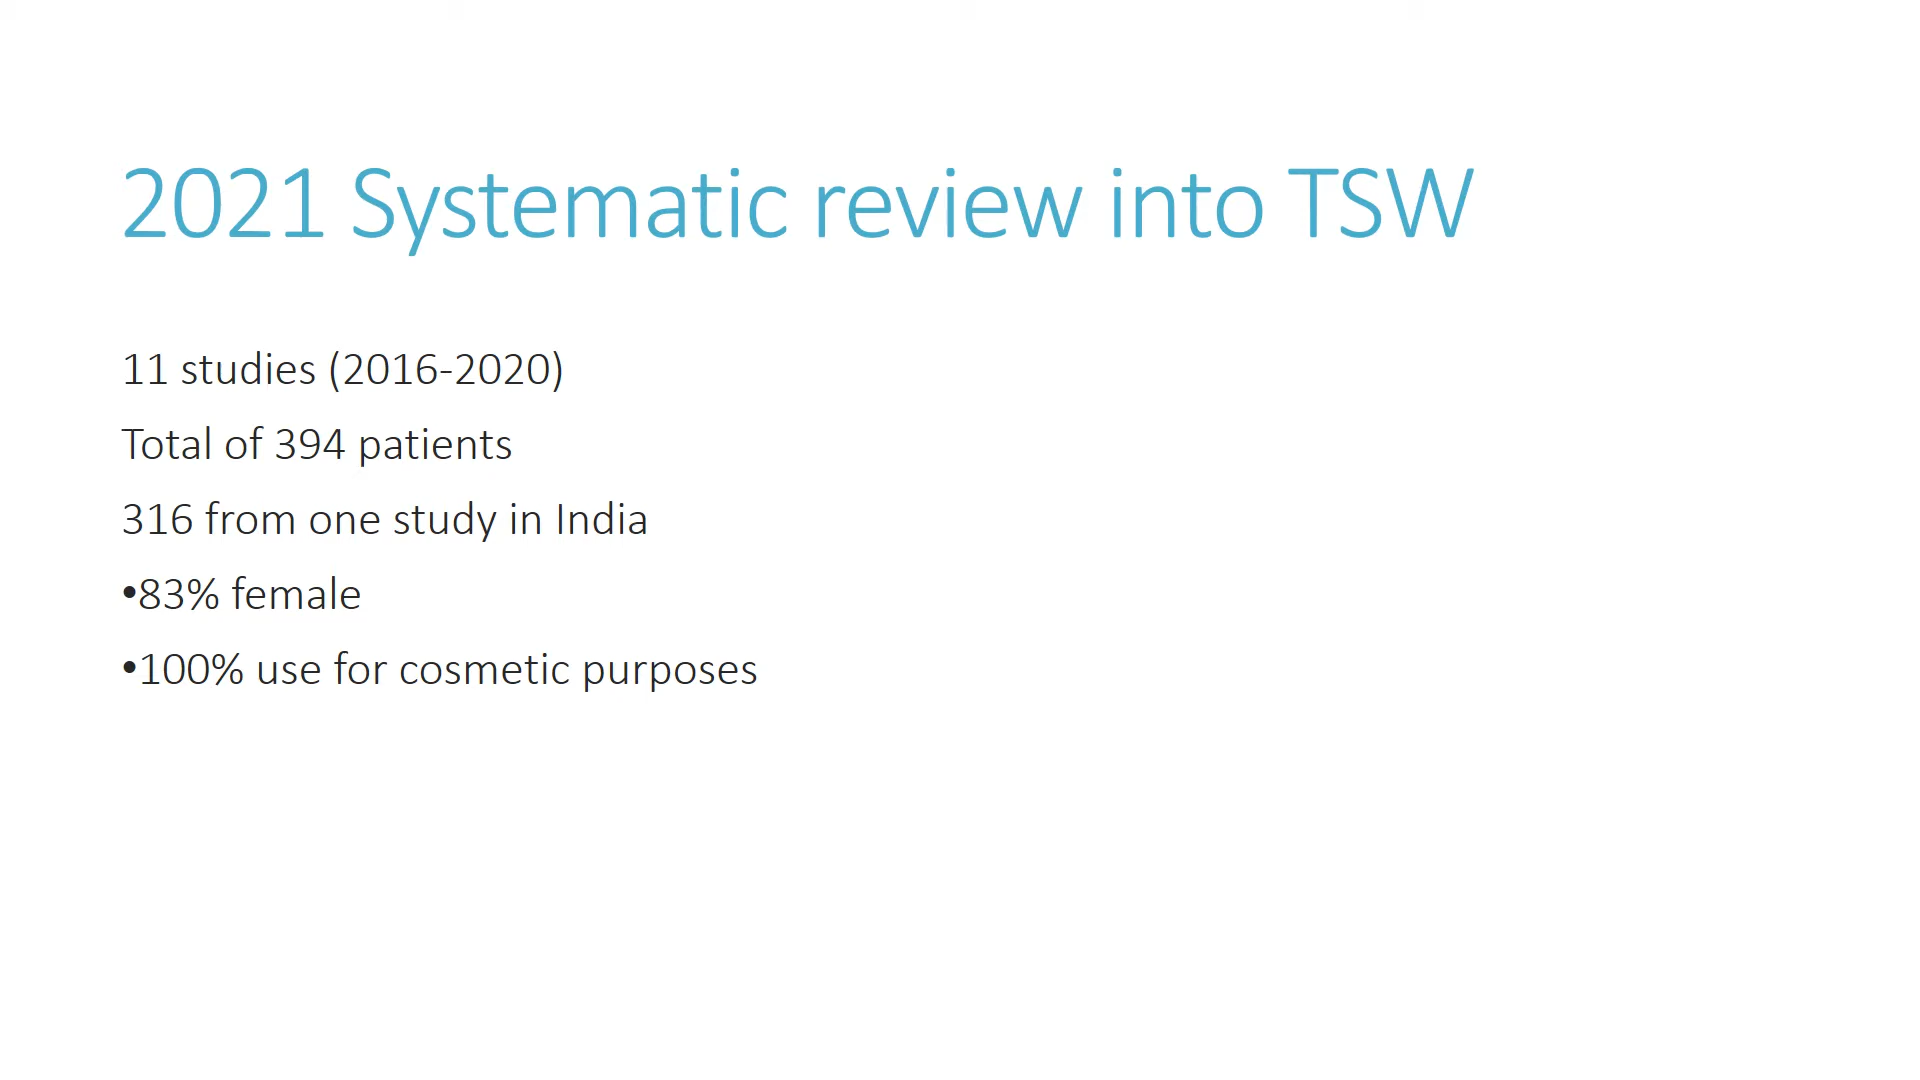 2021 Systematic review into TSW
11 studies (2016-2020)
Total of 394 patients
316 from one study in India
•83% female
•100% use for cosmetic purposes